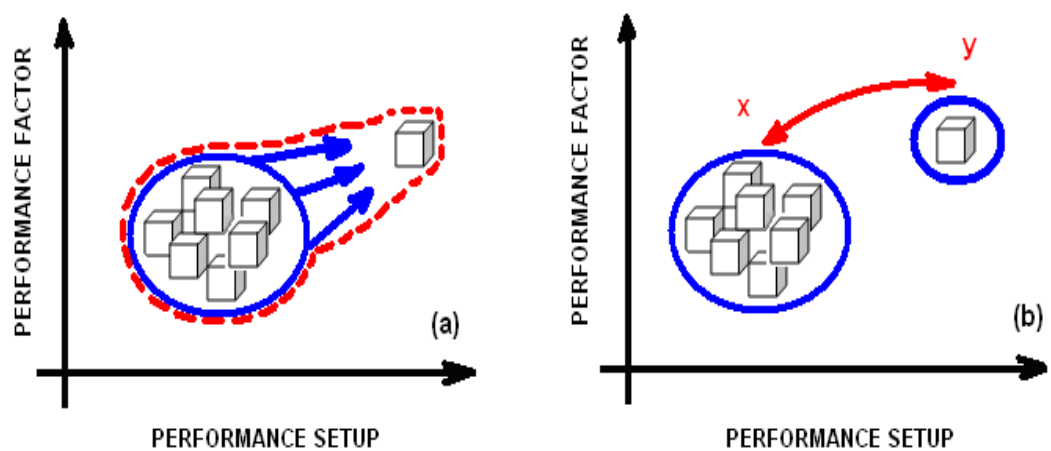 PERFORMANCE FACTOR
(a)
PERFORMANCE SETUP
PERFORMANCE FACTOR
x
y
(b)
PERFORMANCE SETUP